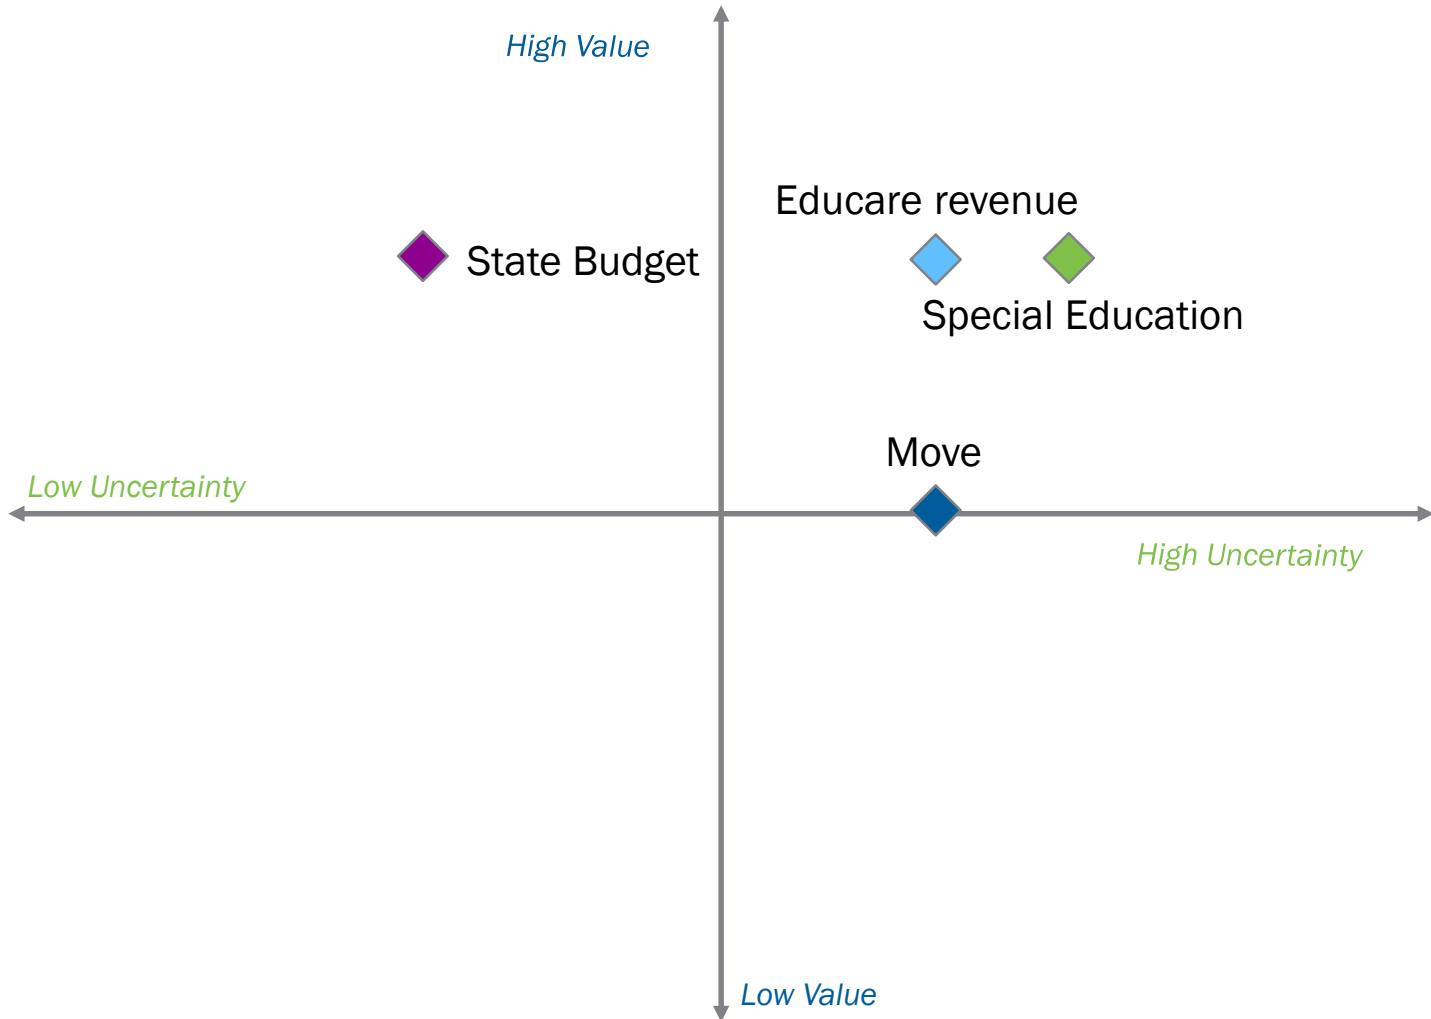 High Value
Educare revenue
State Budget
Special Education
Move
Low Uncertainty
High Uncertainty
Low Value